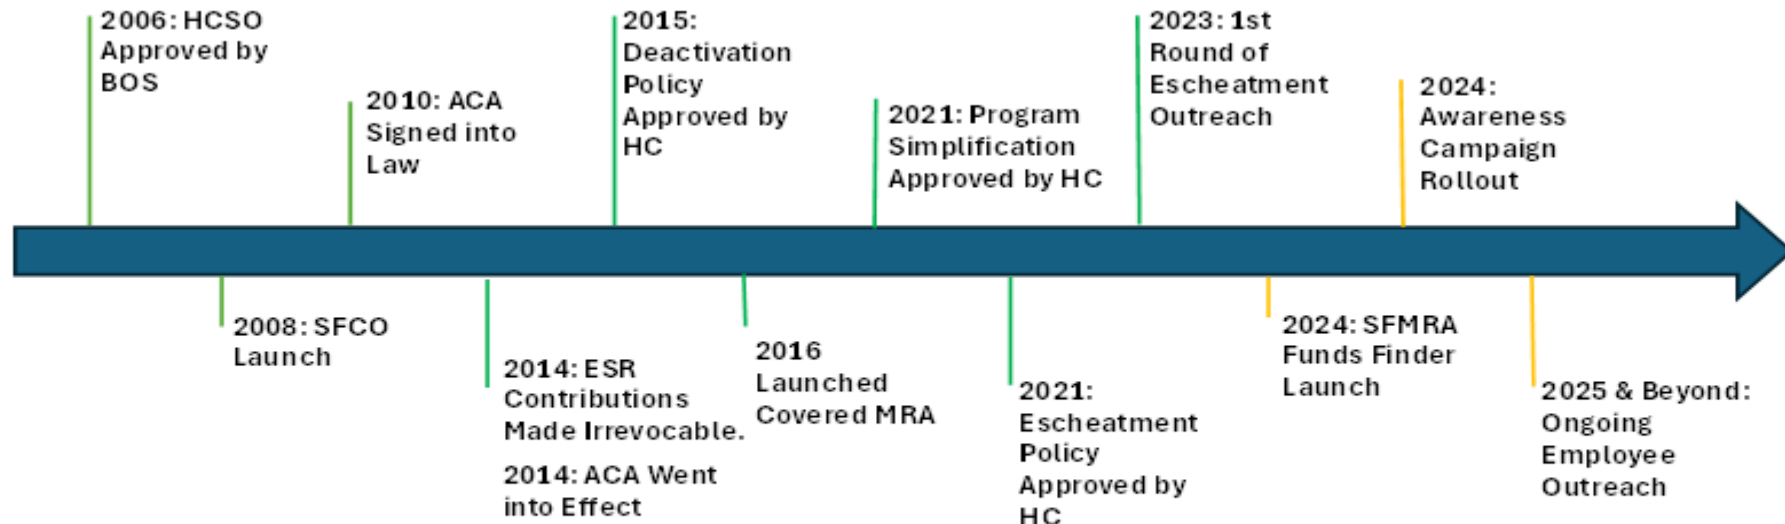 2006: HCSO
Approved by
BOS
2008: SFCO
Launch
2010: ACA
Signed into
Law
2014: ESR
Contributions
Made Irrevocable.
2014: ACA Went
into Effect
2015:
Deactivation
Policy
Approved by
HC
2016
Launched
Covered MRA
2021: Program
Simplification
Approved by HC
2021:
Escheatment
Policy
Approved by
HC
2023: 1st
Round of
Escheatment
Outreach
2024: SFMRA
Funds Finder
Launch
2024:
Awareness
Campaign
Rollout
2025 & Beyond:
Ongoing
Employee
Outreach